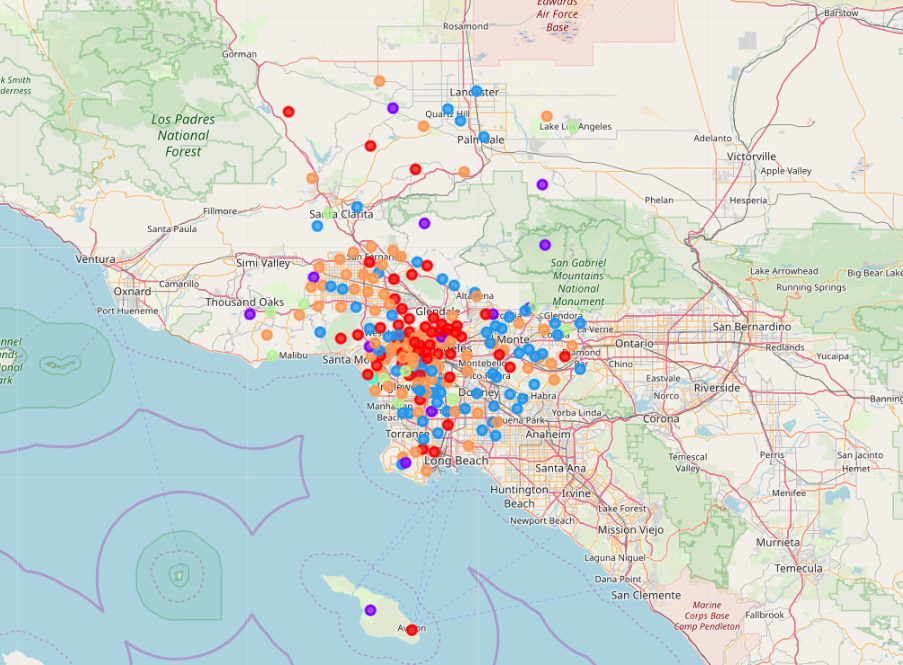 Edwards
Air Force
Base
Barstow
Rosamond
Gorman
Lancaster
Quartz Hill
Los Padres
National
Forest
Lake Los Angeles
Palmdale
Adelanto
Victorville
Apple Valley
Phelan
Hesperia
Fillmore
Santa Clarita
Santa Paula
Ventura
Simi Valley
San Gabriel
Mountains
National
Monument
Lake Arrowhead
Big Bear Lake
Running Springs
Oxnard
Camarillo
Port Hueneme
Thousand Oaks
Glendale
Glendora
La Verne
San Bernardino
Ontario
Redlands
Yucaipa
Malibu
Chino
Montebello
Riverside
Eastvale
Norco
Banning
Downey
Habra
Manhattan
Beach
Yorba Linda
Corona
Buena Park
Torrance
Anaheim
Long Beach
Santa Ana
Temescal
Valley
Perris
San Jacinto
Hemet
Huntington
Beach
Irvine
Menifee
Lake Forest
Newport Beach
Mission Viejo
Murrieta
Laguna Niguel
Temecula
Dana Point
San Clemente
Marine
Corps Base
Camp Pendleton
Fallbrook